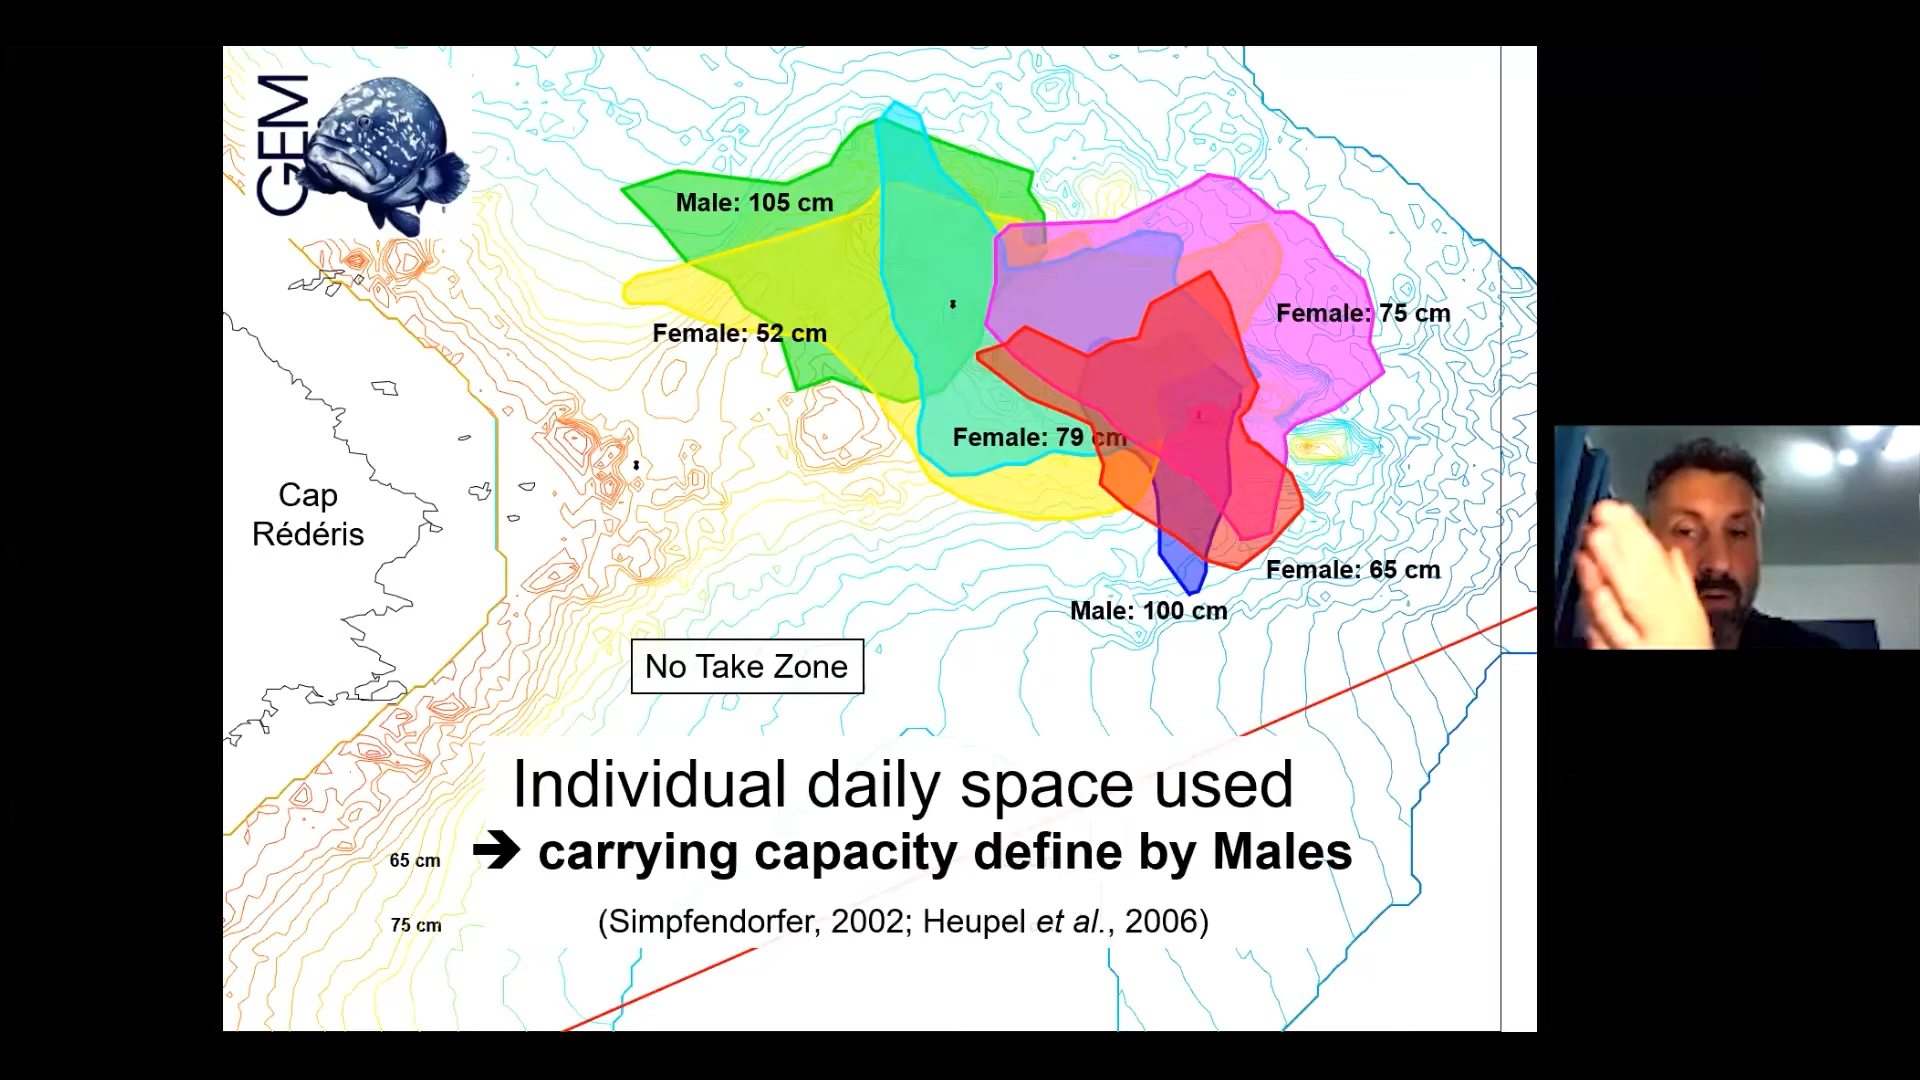 GEM
Male: 105 cm
Female: 52 cm
Female: 75 cm
Female: 79 cm
Cap
Rédéris
Female: 65 cm
Male: 100 cm
No Take Zone
Individual daily space used
➔ carrying capacity define by Males
65 cm
75 cm
(Simpfendorfer, 2002; Heupel et al., 2006)